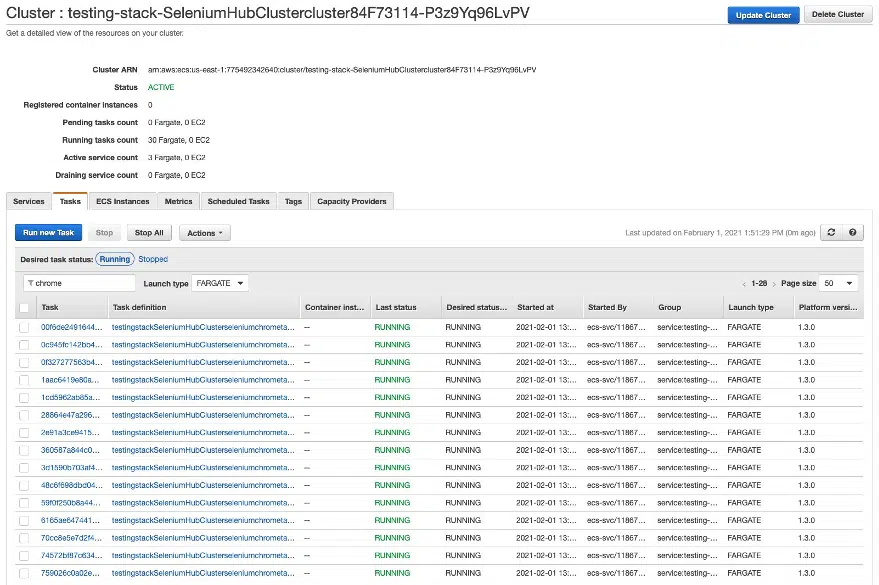 Cluster : testing-stack-SeleniumHubClustercluster84F73114-P3z9Yq96LvPV
Update Cluster Delete Cluster
Get a detailed view of the resources on your cluster.
Cluster ARN arn:aws:ecs:us-east-1:775492342640:cluster/testing-stack-SeleniumHubClustercluster84F73114-P3z9Yq96LvPV
Status ACTIVE
Registered container instances 0
Pending tasks count 0 Fargate, 0 EC2
Running tasks count 30 Fargate, 0 EC2
Active service count 3 Fargate, 0 EC2
Draining service count 0 Fargate, 0 EC2
Services Tasks ECS Instances Metrics Scheduled Tasks Tags Capacity Providers
Run new Task Stop Stop All Actions Last updated on February 1, 2021 1:51:29 PM (0m ago)
Desired task status: Running Stopped
chrome Launch type FARGATE < 1-28 > Page size 50
Task Task definition Container inst... Last status Desired status... Started at Started By Group Launch type Platform versi...
00f6de2491644... testingstackSeleniumHubClusterseleniumchrometa... -- RUNNING RUNNING 2021-02-01 13:... ecs-svc/11867... service:testing-... FARGATE 1.3.0
0c945fc142bb4... testingstackSeleniumHubClusterseleniumchrometa... -- RUNNING RUNNING 2021-02-01 13:... ecs-svc/11867... service:testing-... FARGATE 1.3.0
0f327277563b4... testingstackSeleniumHubClusterseleniumchrometa... -- RUNNING RUNNING 2021-02-01 13:... ecs-svc/11867... service:testing-... FARGATE 1.3.0
1aac6419e80a... testingstackSeleniumHubClusterseleniumchrometa... -- RUNNING RUNNING 2021-02-01 13:... ecs-svc/11867... service:testing-... FARGATE 1.3.0
1cd5962ab85a... testingstackSeleniumHubClusterseleniumchrometa... -- RUNNING RUNNING 2021-02-01 13:... ecs-svc/11867... service:testing-... FARGATE 1.3.0
28864e47a296... testingstackSeleniumHubClusterseleniumchrometa... -- RUNNING RUNNING 2021-02-01 13:... ecs-svc/11867... service:testing-... FARGATE 1.3.0
2e91a3ce9415... testingstackSeleniumHubClusterseleniumchrometa... -- RUNNING RUNNING 2021-02-01 13:... ecs-svc/11867... service:testing-... FARGATE 1.3.0
360587a844c0... testingstackSeleniumHubClusterseleniumchrometa... -- RUNNING RUNNING 2021-02-01 13:... ecs-svc/11867... service:testing-... FARGATE 1.3.0
3d1590b703af4... testingstackSeleniumHubClusterseleniumchrometa... -- RUNNING RUNNING 2021-02-01 13:... ecs-svc/11867... service:testing-... FARGATE 1.3.0
48c6f698dbd04... testingstackSeleniumHubClusterseleniumchrometa... -- RUNNING RUNNING 2021-02-01 13:... ecs-svc/11867... service:testing-... FARGATE 1.3.0
59f0f250b8a44... testingstackSeleniumHubClusterseleniumchrometa... -- RUNNING RUNNING 2021-02-01 13:... ecs-svc/11867... service:testing-... FARGATE 1.3.0
6165ae647441... testingstackSeleniumHubClusterseleniumchrometa... -- RUNNING RUNNING 2021-02-01 13:... ecs-svc/11867... service:testing-... FARGATE 1.3.0
70cc8e5e7d2f4... testingstackSeleniumHubClusterseleniumchrometa... -- RUNNING RUNNING 2021-02-01 13:... ecs-svc/11867... service:testing-... FARGATE 1.3.0
74572bf87c634... testingstackSeleniumHubClusterseleniumchrometa... -- RUNNING RUNNING 2021-02-01 13:... ecs-svc/11867... service:testing-... FARGATE 1.3.0
759026c0a02e... testingstackSeleniumHubClusterseleniumchrometa... -- RUNNING RUNNING 2021-02-01 13:... ecs-svc/11867... service:testing-... FARGATE 1.3.0